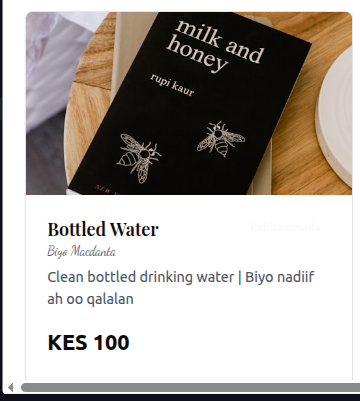 milk and
honey
rupi kaur
Bottled Water
Biyo Macdanta
Clean bottled drinking water | Biyo nadiif
ah oo qalalan
KES 100